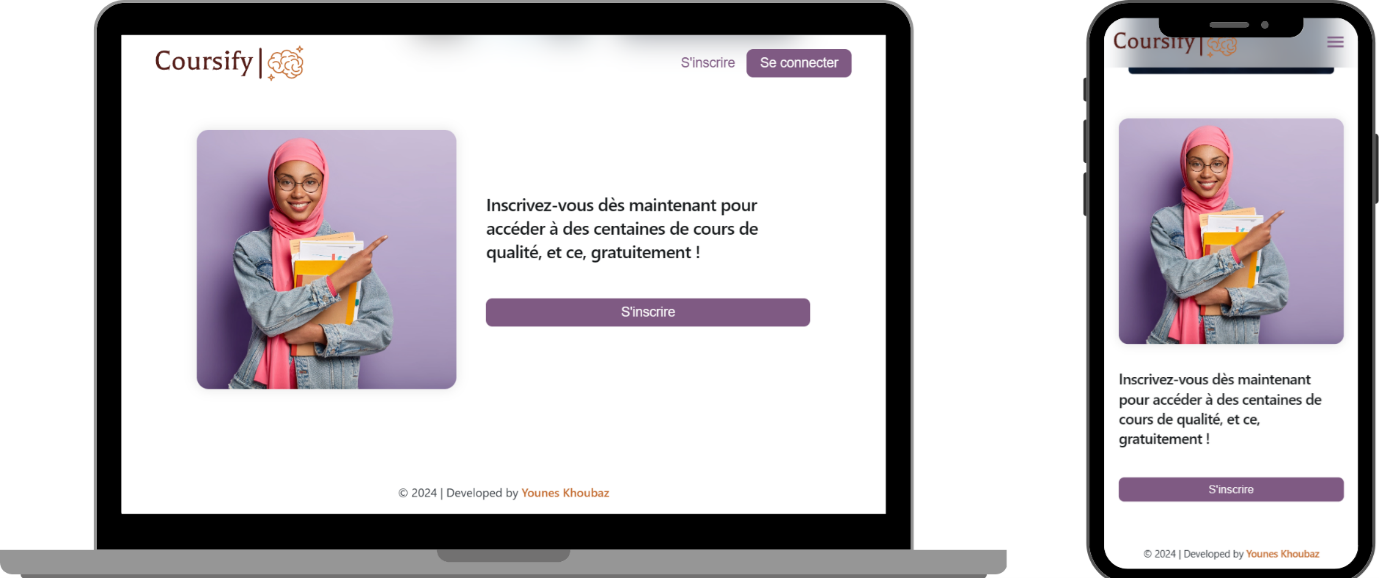 Coursify
S'inscrire
Se connecter
Inscrivez-vous dès maintenant pour
accéder à des centaines de cours de
qualité, et ce, gratuitement !
S'inscrire
© 2024 | Developed by Younes Khoubaz
Coursify
Inscrivez-vous dès maintenant
pour accéder à des centaines de
cours de qualité, et ce,
gratuitement !
S'inscrire
© 2024 | Developed by Younes Khoubaz